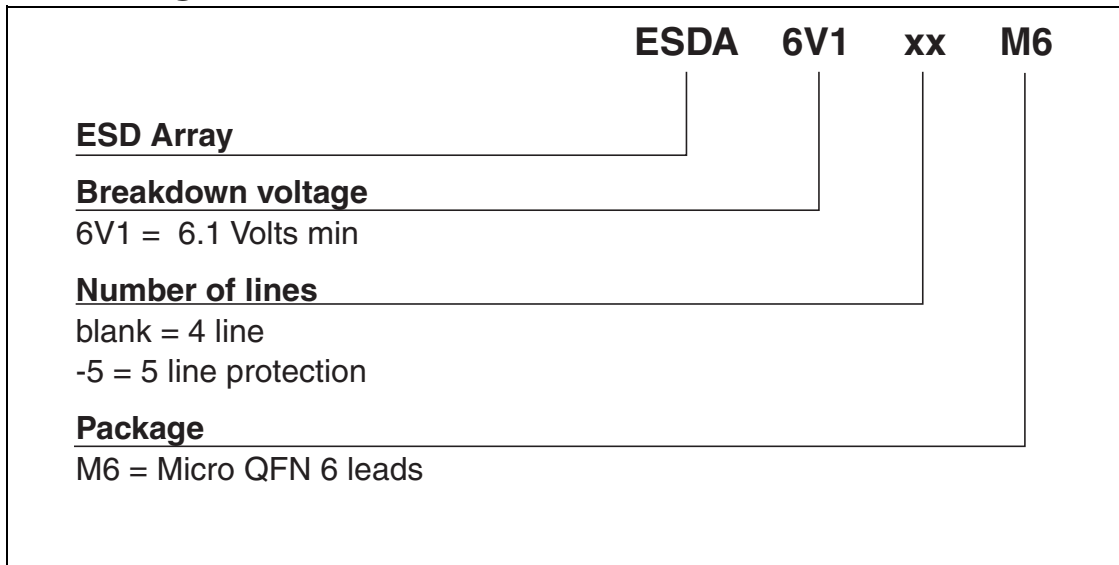 ESDA 6V1 xx M6
ESD Array
Breakdown voltage
6V1 = 6.1 Volts min
Number of lines
blank = 4 line
-5 = 5 line protection
Package
M6 = Micro QFN 6 leads